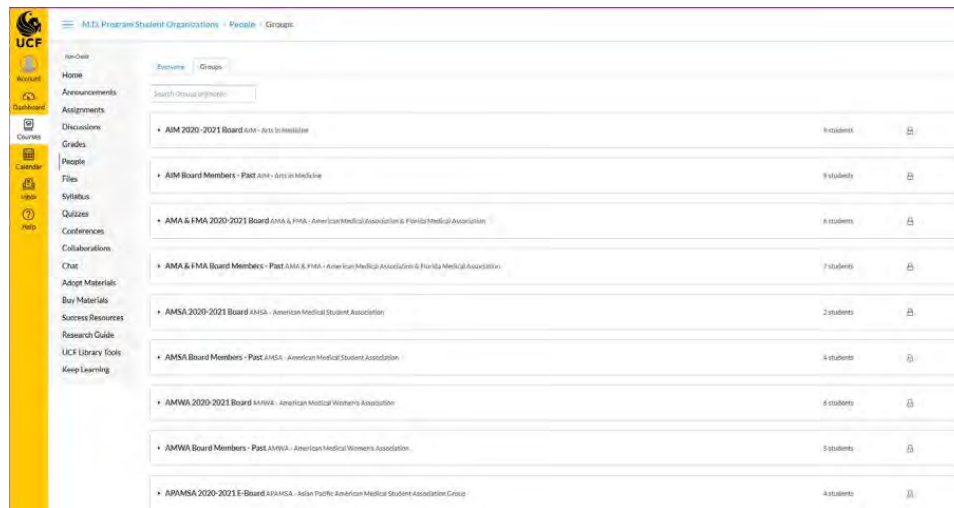 UCF
M.D. Program Student Organizations › People › Groups
Account
Dashboard
Courses
Calendar
Inbox
Help
Non-Credit
Home
Announcements
Assignments
Discussions
Grades
People
Files
Syllabus
Quizzes
Conferences
Collaborations
Chat
Adopt Materials
Buy Materials
Success Resources
Research Guide
UCF Library Tools
Keep Learning
Everyone Groups
Search Groups or People
AIM 2020 -2021 Board AIM - Arts in Medicine
9 students
AIM Board Members - Past AIM - Arts in Medicine
students
AMA & FMA 2020-2021 Board AMA & FMA - American Medical Association & Florida Medical Association
students
AMA & FMA Board Members - Past AMA & FMA - American Medical Association & Florida Medical Association
7 students
AMSA 2020-2021 Board AMSA - American Medical Student Association
2 students
AMSA Board Members - Past AMSA - American Medical Student Association
4 students
AMWA 2020-2021 Board AMWA - American Medical Women's Association
6 students
AMWA Board Members - Past AMWA - American Medical Women's Association
5 students
APAMSA 2020-2021 E-Board APAMSA - Asian Pacific American Medical Student Association Group
4 students